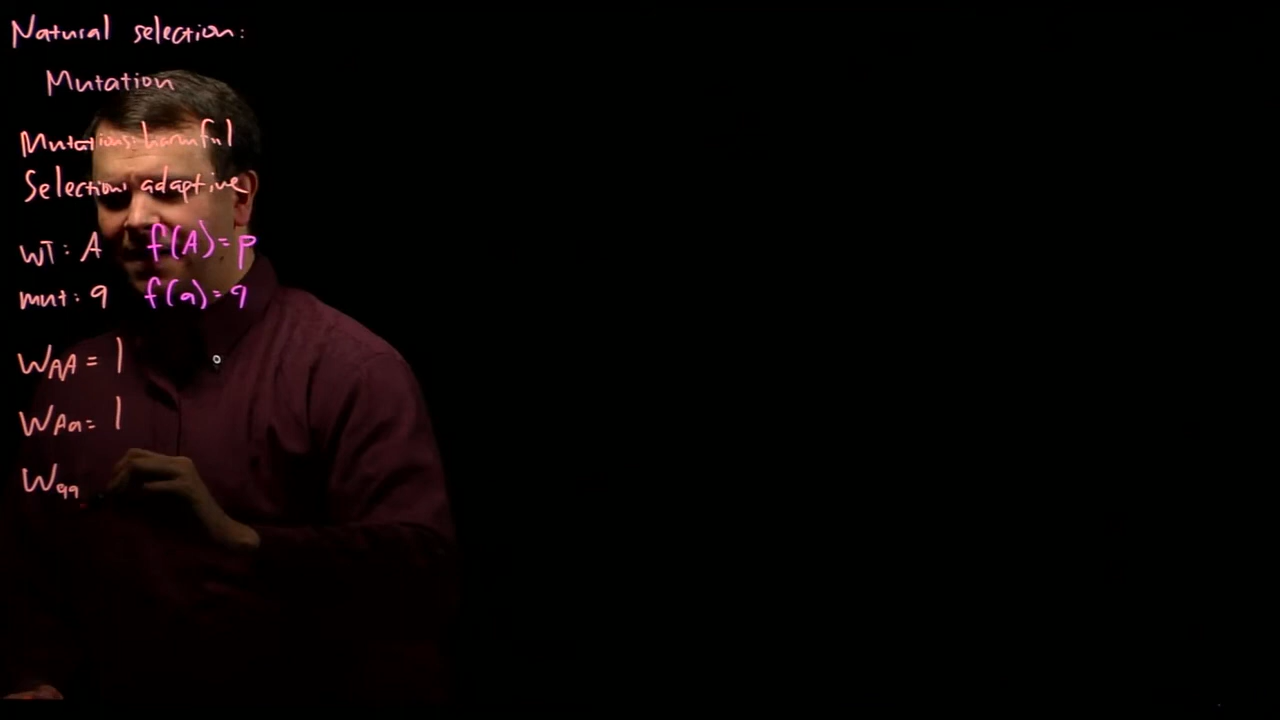 Natural selection:
Mutation
Mutations: harmful
Selection: adaptive
WT: A f(A)=p
mut: a f(a)=q
WAA = 1
WAa = 1
Waa